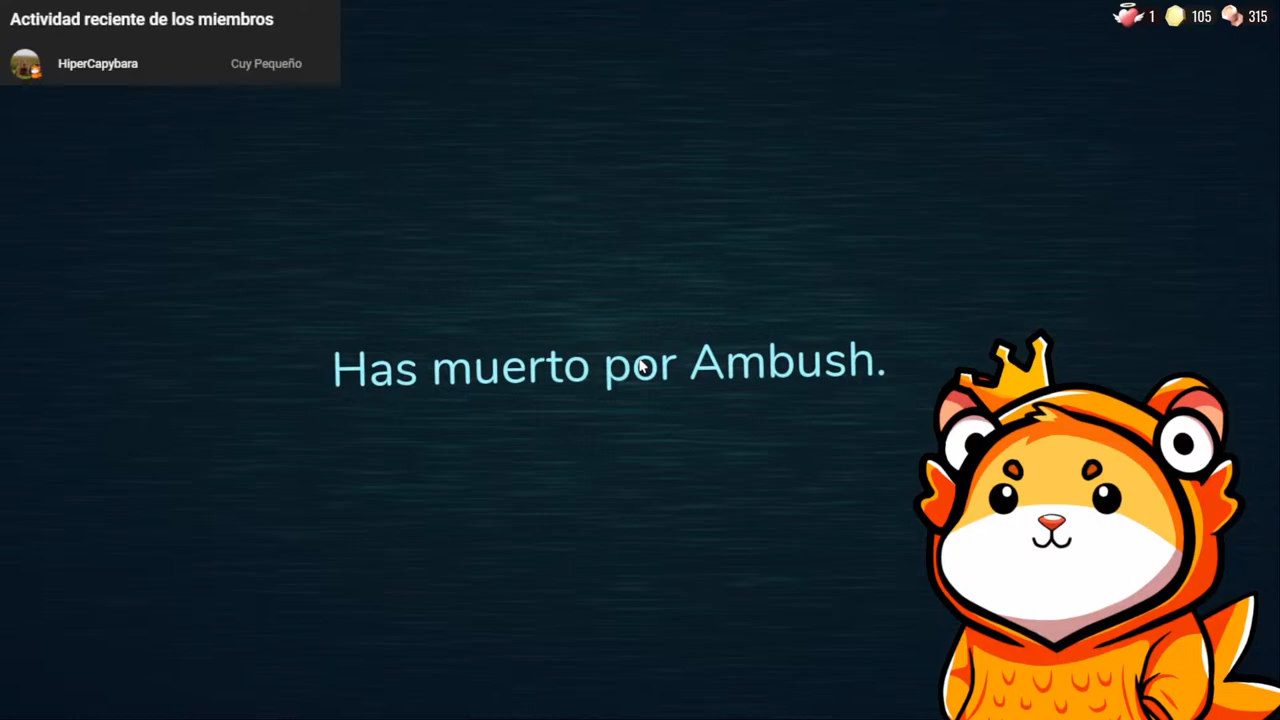 Actividad reciente de los miembros
1 105 315
HiperCapybara Cuy Pequeño
Has muerto por Ambush.